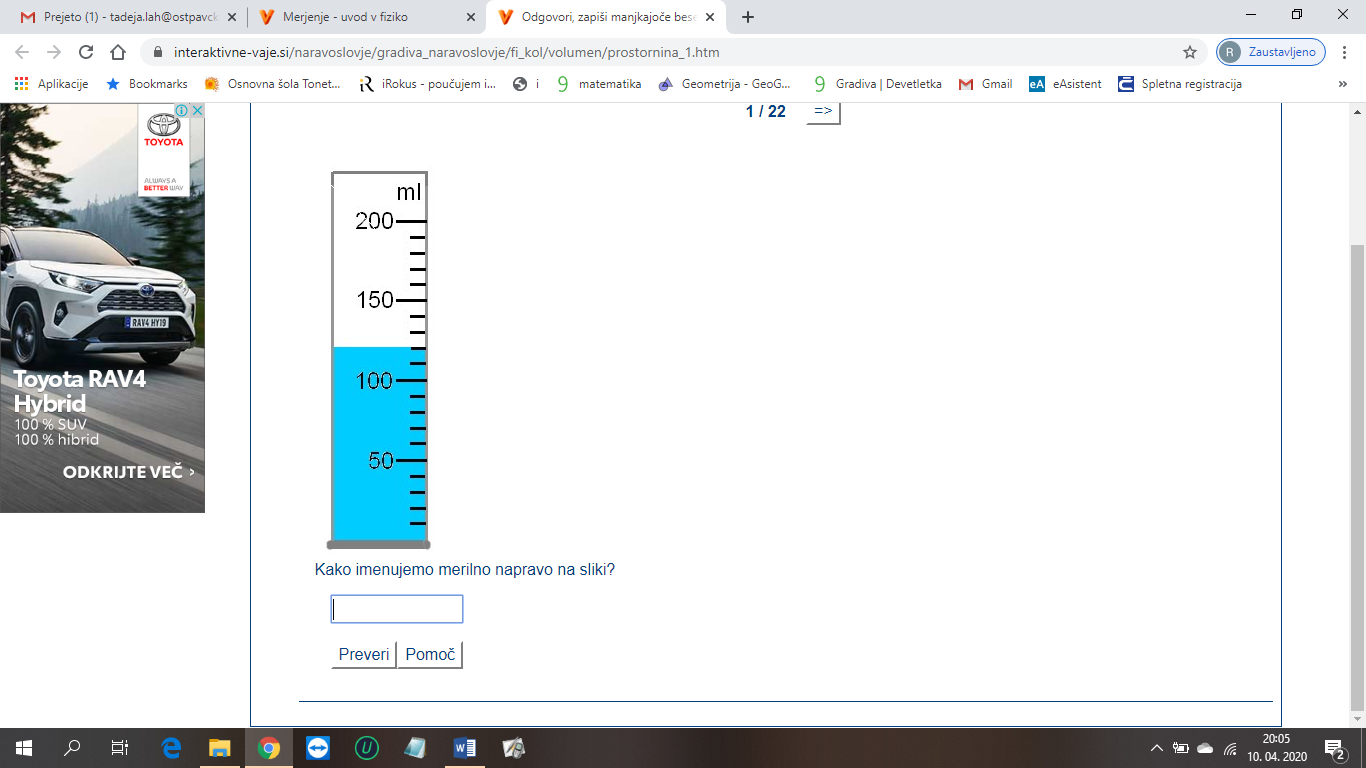 Prejeto (1) - tadeja.lah@ostpavck
Merjenje - uvod v fiziko
Odgovori, zapiši manjkajoče bese
interaktivne-vaje.si/naravoslovje/gradiva_naravoslovje/fi_kol/volumen/prostornina_1.htm
R Zaustavljeno
Aplikacije
Bookmarks
Osnovna šola Tonet...
iRokus - poučujem i...
i
matematika
Geometrija - GeoG...
Gradiva | Devetletka
Gmail
eA eAsistent
Spletna registracija
»
1 / 22 =>
TOYOTA
ALWAYS A
BETTER WAY
RAV4 HY19
Toyota RAV4
Hybrid
100 % SUV
100 % hibrid
ODKRIJTE VEČ ›
ml
200
150
100
50
Kako imenujemo merilno napravo na sliki?
Preveri
Pomoč
20:05
10. 04. 2020
2